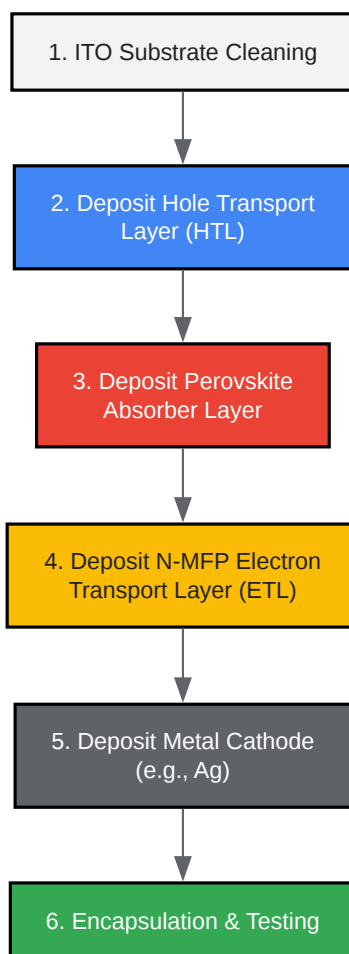 1. ITO Substrate Cleaning
2. Deposit Hole Transport
Layer (HTL)
3. Deposit Perovskite
Absorber Layer
4. Deposit N-MFP Electron
Transport Layer (ETL)
5. Deposit Metal Cathode
(e.g., Ag)
6. Encapsulation & Testing